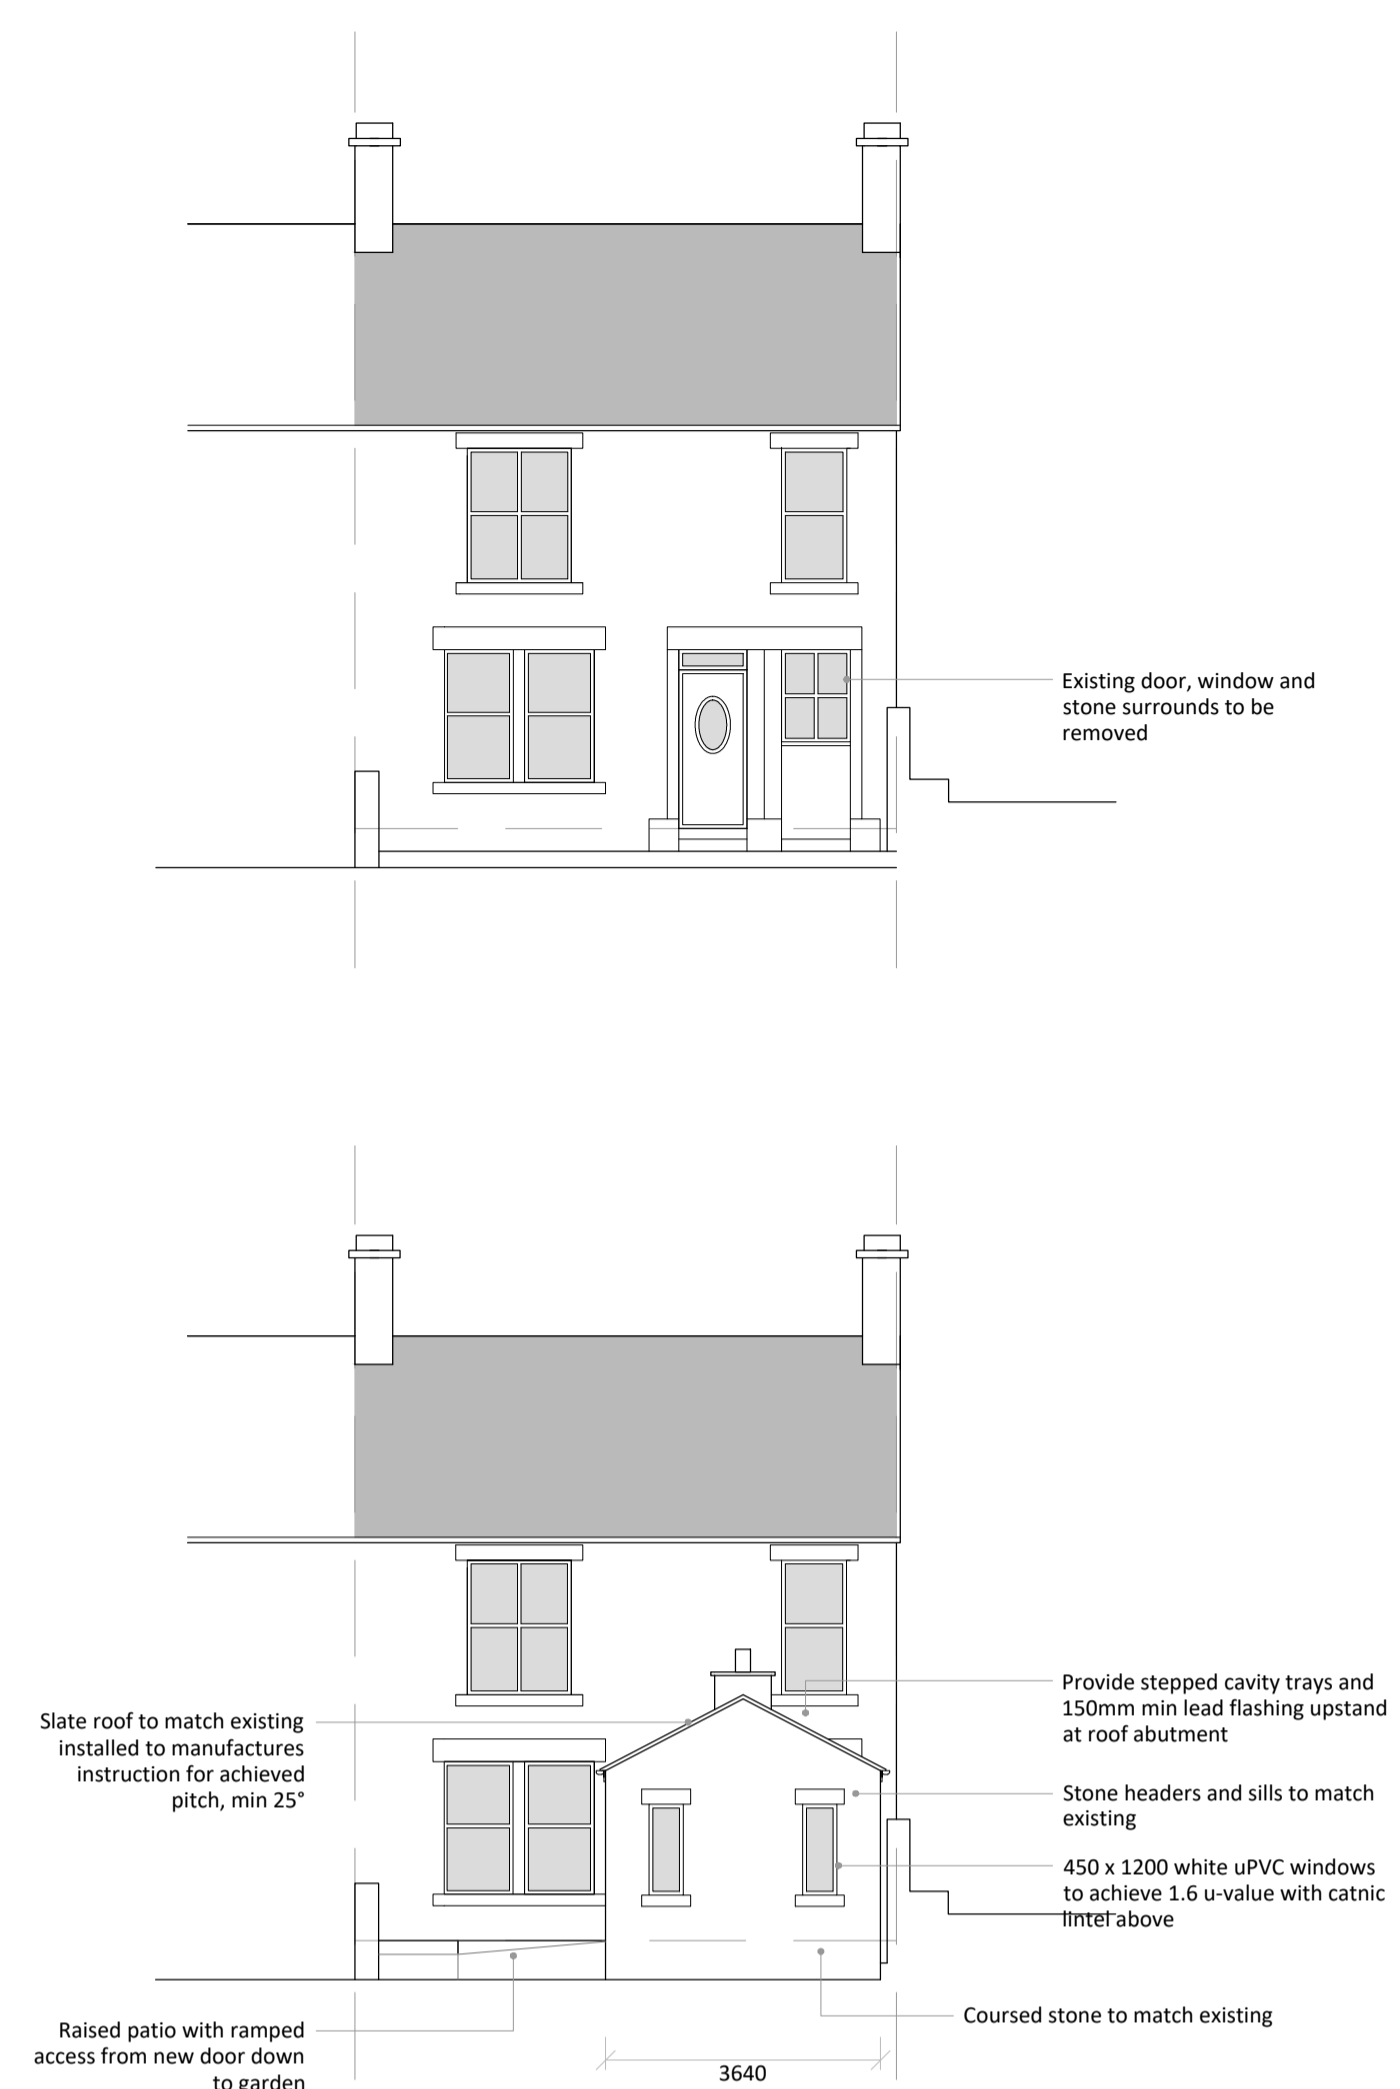 Existing door, window and
stone surrounds to be
removed
Slate roof to match existing
installed to manufactures
instruction for achieved
pitch, min 25°
Provide stepped cavity trays and
150mm min lead flashing upstand
at roof abutment
Stone headers and sills to match
existing
450 x 1200 white uPVC windows
to achieve 1.6 u-value with catnic
lintel above
Coursed stone to match existing
Raised patio with ramped
access from new door down
to garden
3640